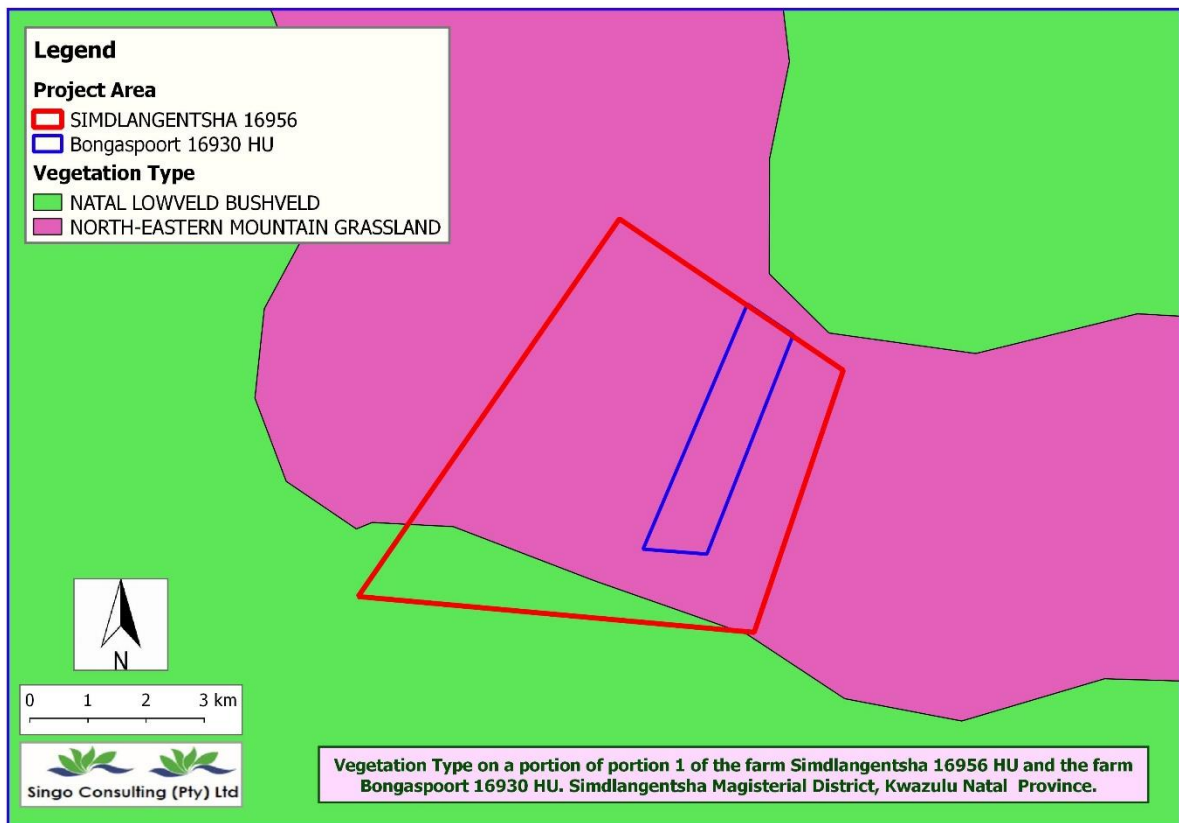 Legend
Project Area
SIMDLANGENTSHA 16956
Bongaspoort 16930 HU
Vegetation Type
NATAL LOWVELD BUSHVELD
NORTH-EASTERN MOUNTAIN GRASSLAND
N
0 1 2 3 km
Singo Consulting (Pty) Ltd
Vegetation Type on a portion of portion 1 of the farm Simdlangentsha 16956 HU and the farm
Bongaspoort 16930 HU. Simdlangentsha Magisterial District, Kwazulu Natal Province.